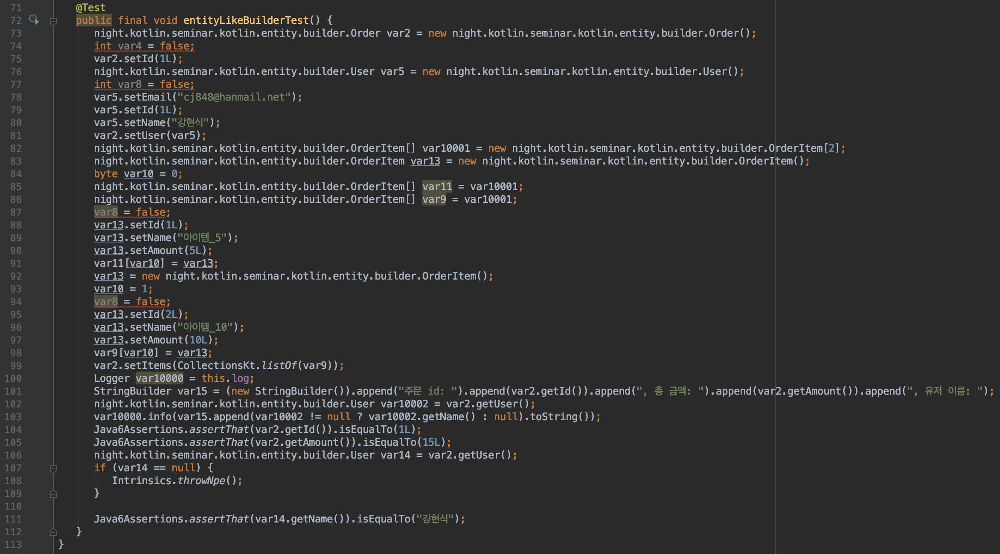 71 @Test
72 public final void entityLikeBuilderTest() {
73 night.kotlin.seminar.kotlin.entity.builder.Order var2 = new night.kotlin.seminar.kotlin.entity.builder.Order();
74 int var4 = false;
75 var2.setId(1L);
76 night.kotlin.seminar.kotlin.entity.builder.User var5 = new night.kotlin.seminar.kotlin.entity.builder.User();
77 int var8 = false;
78 var5.setEmail("cj848@hanmail.net");
79 var5.setId(1L);
80 var5.setName("강현식");
81 var2.setUser(var5);
82 night.kotlin.seminar.kotlin.entity.builder.OrderItem[] var10001 = new night.kotlin.seminar.kotlin.entity.builder.OrderItem[2];
83 night.kotlin.seminar.kotlin.entity.builder.OrderItem var13 = new night.kotlin.seminar.kotlin.entity.builder.OrderItem();
84 byte var10 = 0;
85 night.kotlin.seminar.kotlin.entity.builder.OrderItem[] var11 = var10001;
86 night.kotlin.seminar.kotlin.entity.builder.OrderItem[] var9 = var10001;
87 var8 = false;
88 var13.setId(1L);
89 var13.setName("아이템_5");
90 var13.setAmount(5L);
91 var11[var10] = var13;
92 var13 = new night.kotlin.seminar.kotlin.entity.builder.OrderItem();
93 var10 = 1;
94 var8 = false;
95 var13.setId(2L);
96 var13.setName("아이템_10");
97 var13.setAmount(10L);
98 var9[var10] = var13;
99 var2.setItems(CollectionsKt.listOf(var9));
100 Logger var10000 = this.log;
101 StringBuilder var15 = (new StringBuilder()).append("주문 id: ").append(var2.getId()).append(", 총 금액: ").append(var2.getAmount()).append(", 유저 이름: ");
102 night.kotlin.seminar.kotlin.entity.builder.User var10002 = var2.getUser();
103 var10000.info(var15.append(var10002 != null ? var10002.getName() : null).toString());
104 Java6Assertions.assertThat(var2.getId()).isEqualTo(1L);
105 Java6Assertions.assertThat(var2.getAmount()).isEqualTo(15L);
106 night.kotlin.seminar.kotlin.entity.builder.User var14 = var2.getUser();
107 if (var14 == null) {
108 Intrinsics.throwNpe();
109 }
110
111 Java6Assertions.assertThat(var14.getName()).isEqualTo("강현식");
112 }
113 }